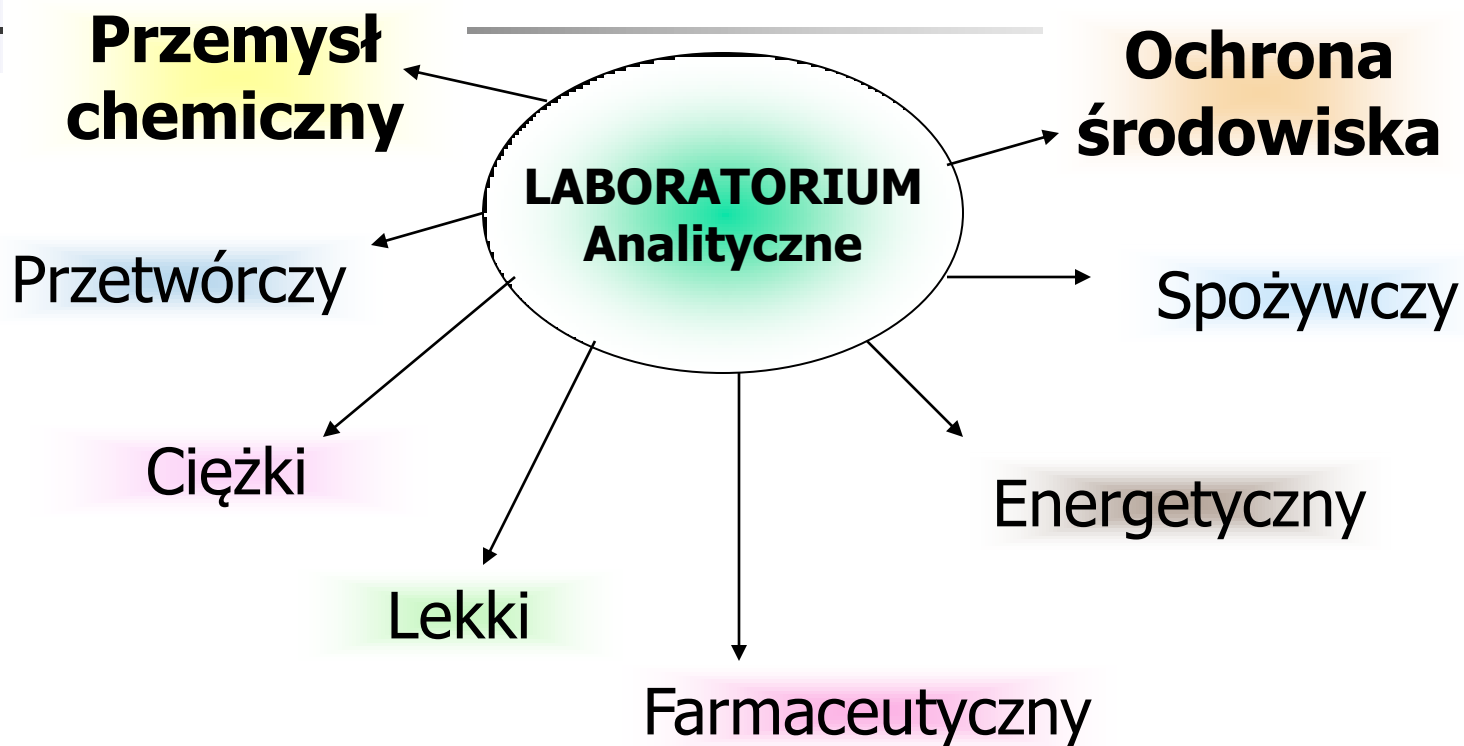 Przemysł
chemiczny
Ochrona
środowiska
LABORATORIUM
Analityczne
Przetwórczy
Spożywczy
Ciężki
Energetyczny
Lekki
Farmaceutyczny